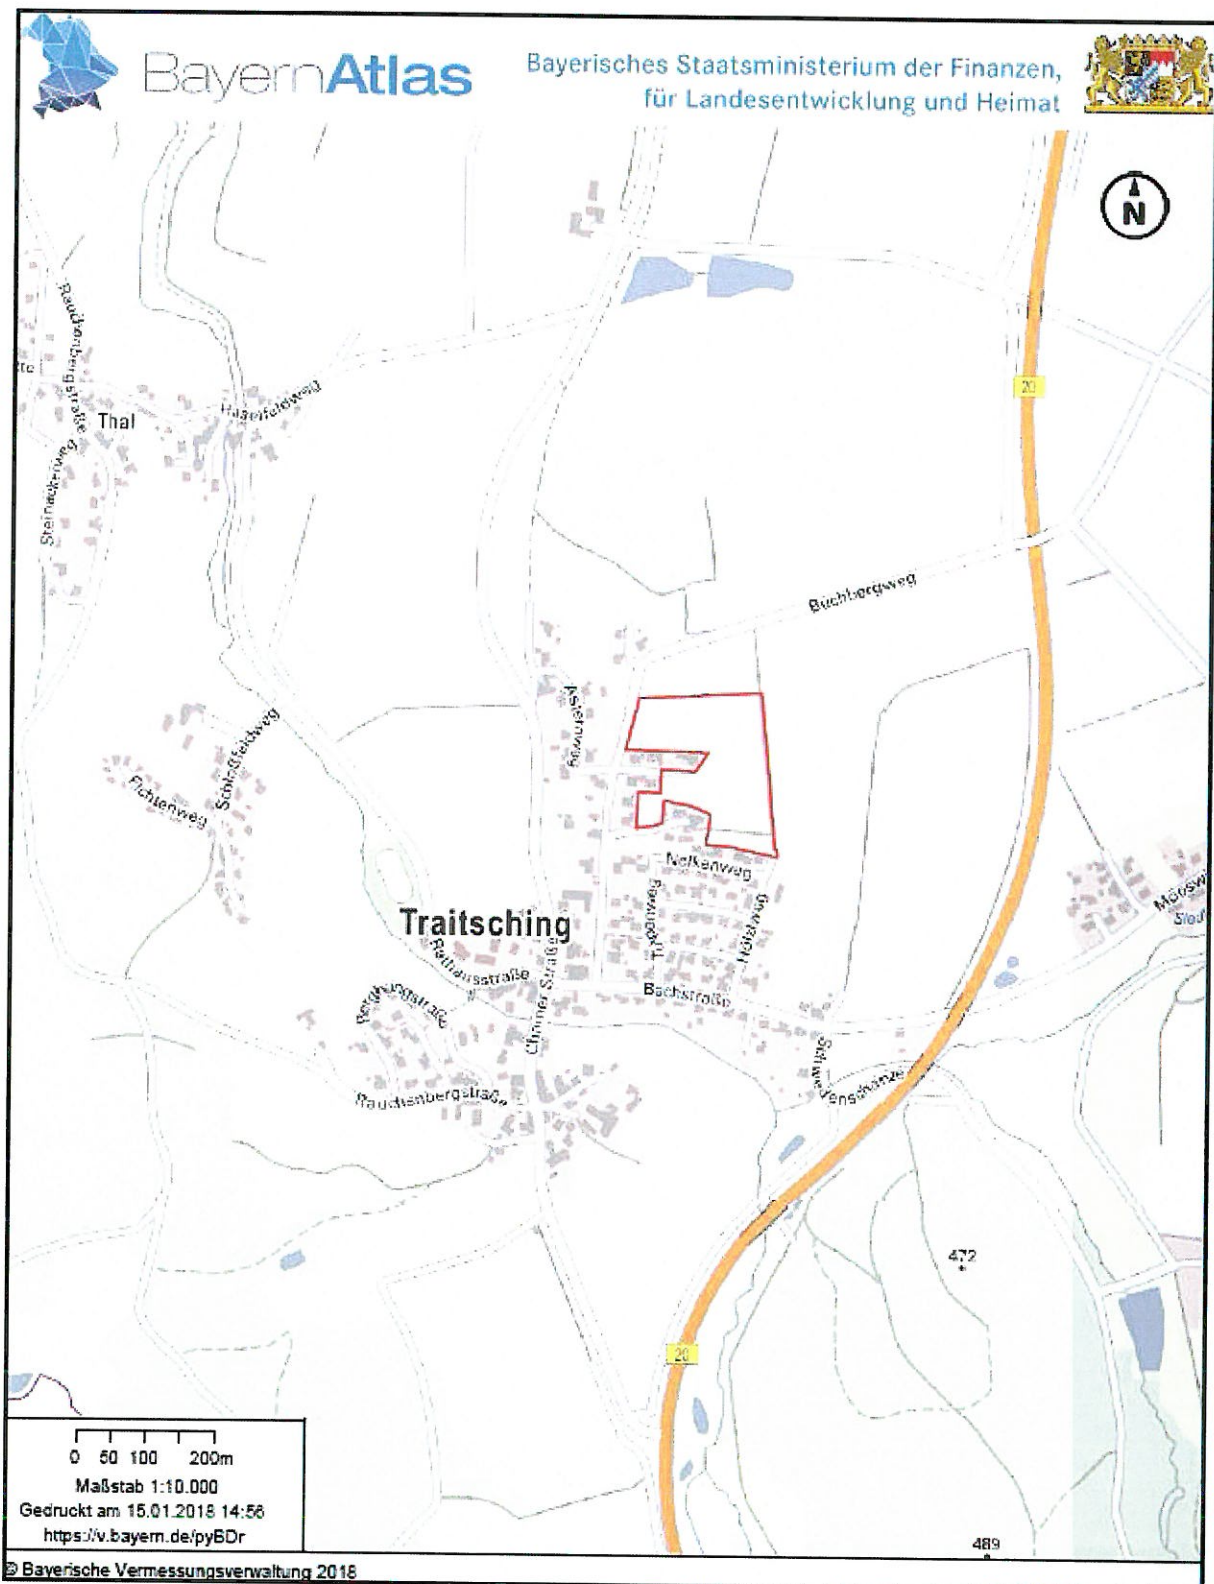 BayernAtlas
Bayerisches Staatsministerium der Finanzen,
für Landesentwicklung und Heimat
N
Rauchenbergstraße
20
tte
Haselfeldweg
Thal
Steinackerweg
Buchbergweg
Schloßfeldweg
Fichtenweg
Nelkenweg
Traitsching
Tulpenweg
Hölzlweg
Rathausstraße
Chamer Straße
Bachstraße
Schwedenschanze
Rauchenbergstraße
472
20
0 50 100 200m
Maßstab 1:10.000
Gedruckt am 15.01.2018 14:56
https://v.bayern.de/pyBDr
489
© Bayerische Vermessungsverwaltung 2018